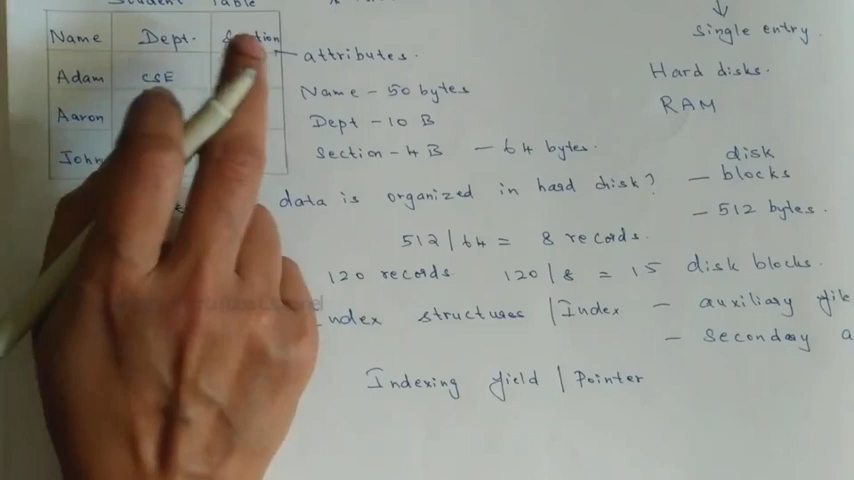 Student Table
Name Dept. Section
Adam CSE
Aaron
John
attributes.
Name - 50 bytes
Dept - 10 B
Section - 4 B - 64 bytes.
single entry.
Hard disks.
RAM
data is organized in hard disk? - disk blocks
- 512 bytes.
512/64 = 8 records.
120 records 120/8 = 15 disk blocks.
Index structures/Index - auxiliary file
- Secondary a
Indexing field/Pointer